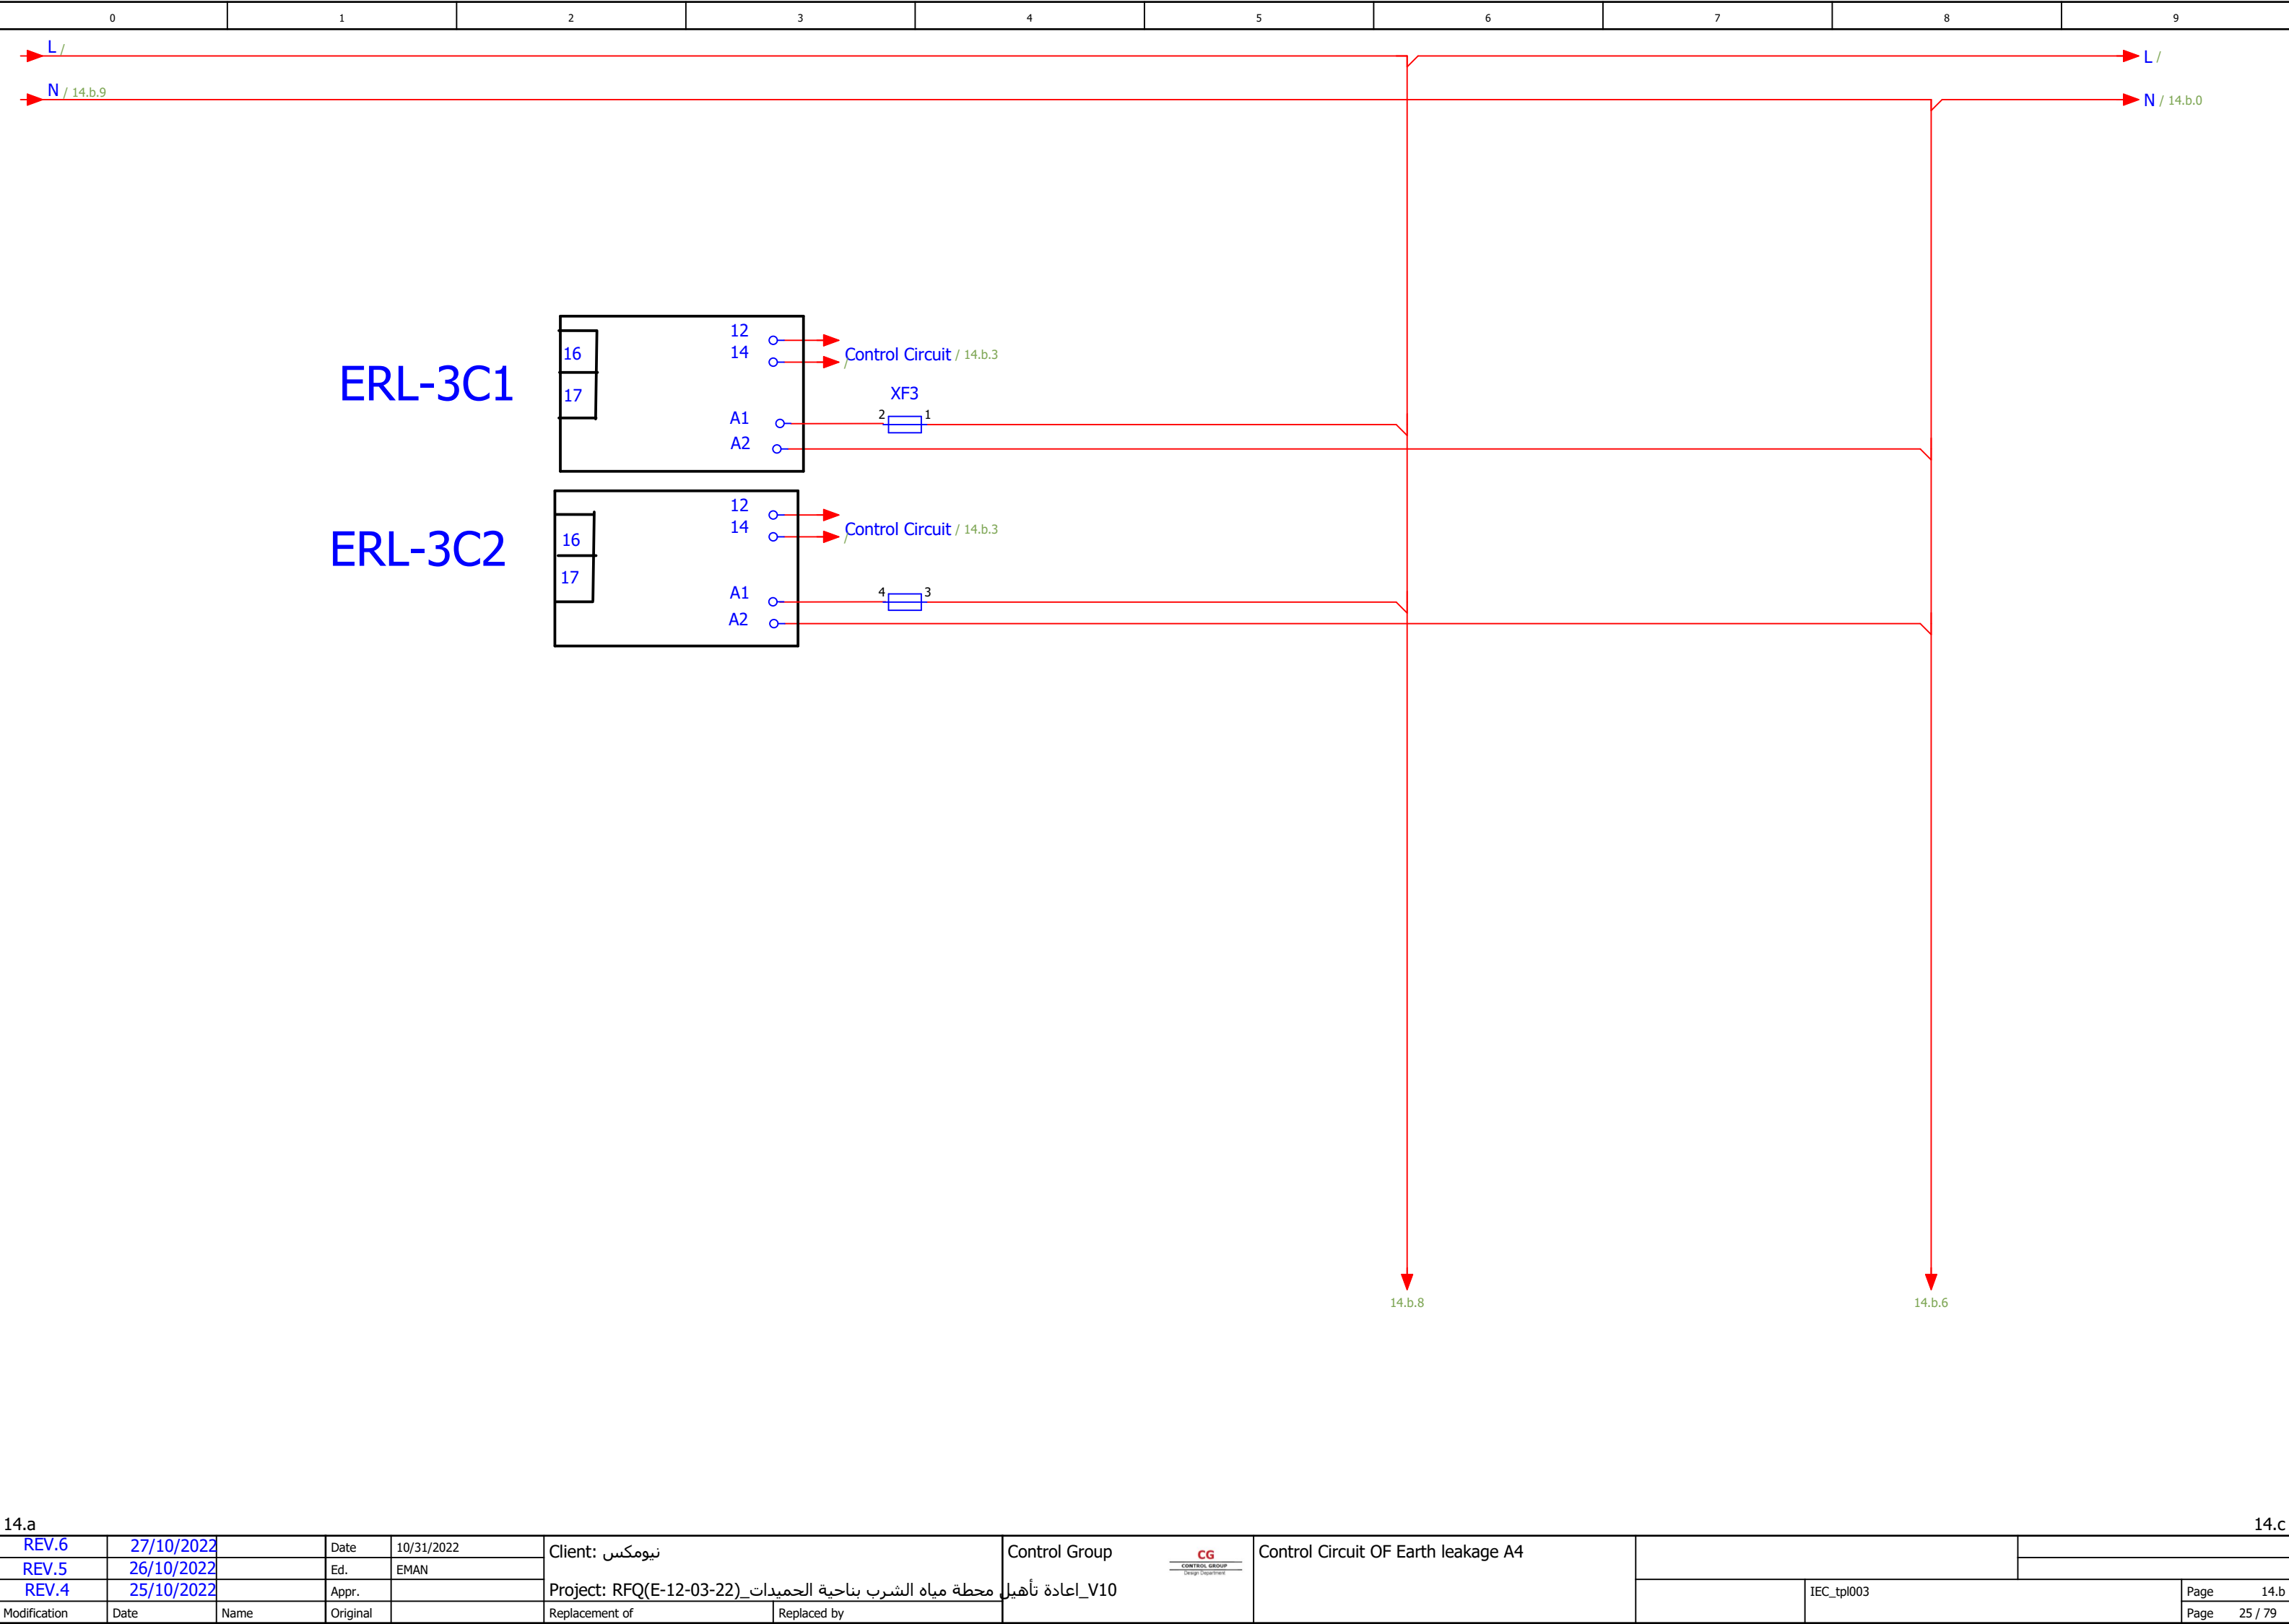 0 1 2 3 4 5 6 7 8 9
L /
L /
N / 14.b.9
N / 14.b.0
ERL-3C1
16
17
12
14
Control Circuit / 14.b.3
/
XF3
A1
2 1
A2
ERL-3C2
16
17
12
14
Control Circuit / 14.b.3
/
A1
4 3
A2
14.b.8
14.b.6
14.a
14.c
REV.6 27/10/2022
REV.5 26/10/2022
REV.4 25/10/2022
Modification Date Name
Date 10/31/2022
Ed. EMAN
Appr.
Original
Client: نيومكس
Project: RFQ(E-12-03-22)_اعادة تأهيل محطة مياه الشرب بناحية الحميدات_V10
Replacement of
Replaced by
Control Group
CG
CONTROL GROUP
Design Department
Control Circuit OF Earth leakage A4
IEC_tpl003
Page 14.b
Page 25 / 79